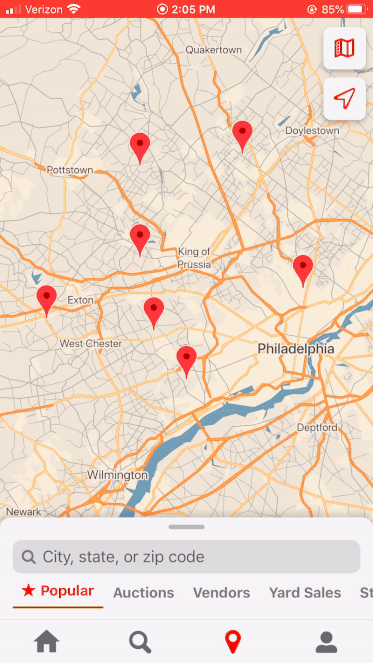 Verizon 2:05 PM 85%
Quakertown
Doylestown
Pottstown
King of
Prussia
Exton
West Chester
Philadelphia
Deptford
Wilmington
Newark
City, state, or zip code
★ Popular Auctions Vendors Yard Sales St